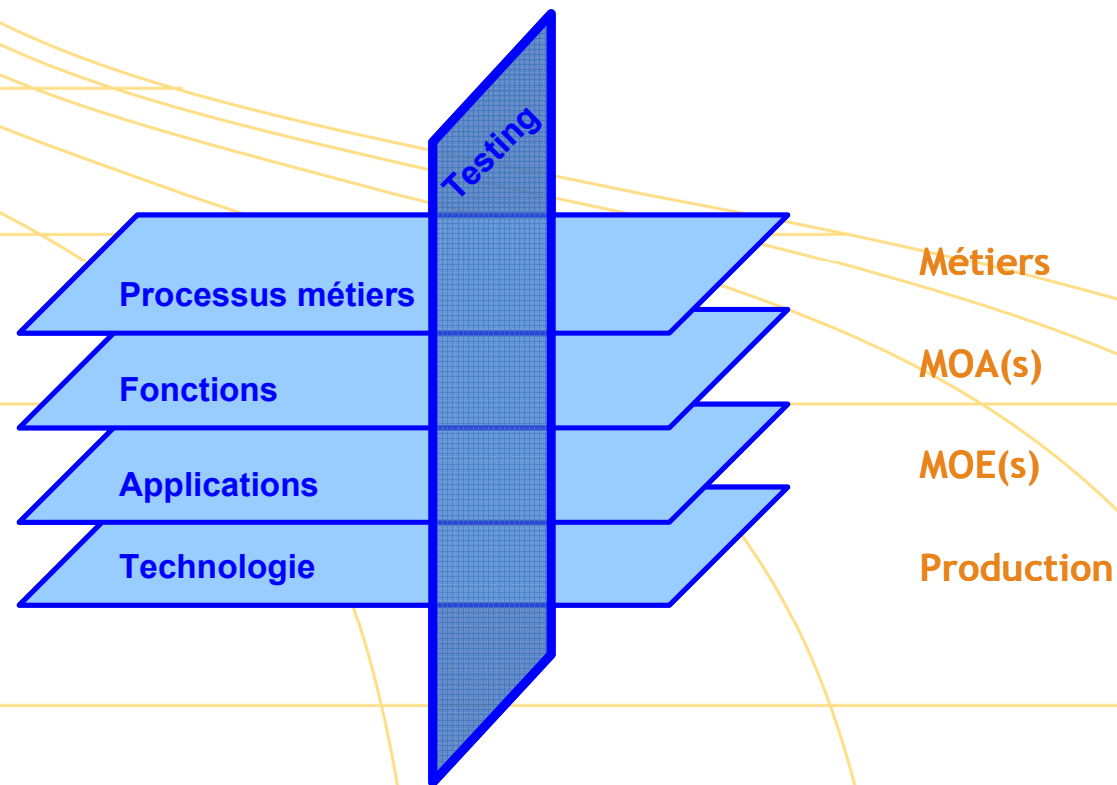 Testing
Processus métiers
Métiers
Fonctions
MOA(s)
Applications
MOE(s)
Technologie
Production